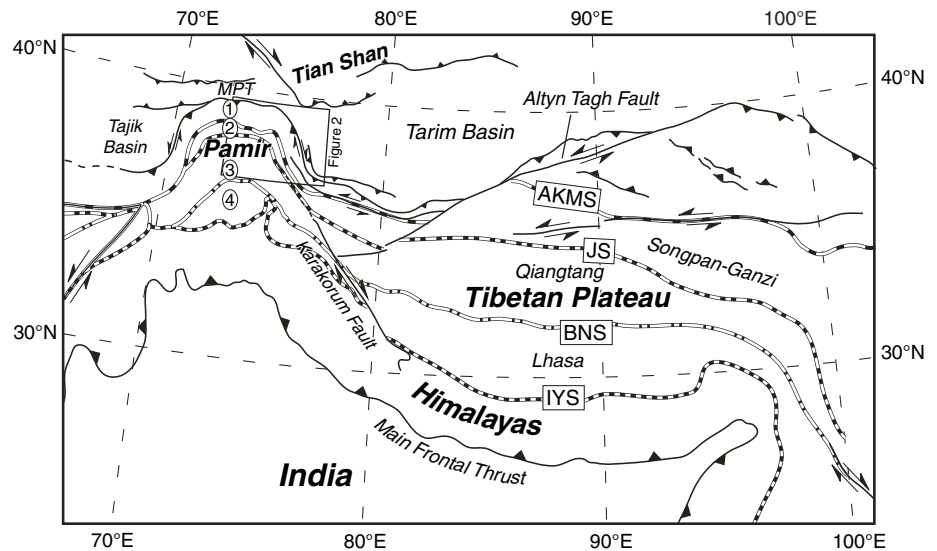 70°E
80°E
90°E
100°E
40°N
40°N
Tian Shan
MPT
1
Altyn Tagh Fault
Tajik
Basin
2
Tarim Basin
Figure 2
Pamir
3
4
AKMS
JS
Songpan-Ganzi
Karakorum Fault
Qiangtang
Tibetan Plateau
30°N
BNS
30°N
Lhasa
IYS
Himalayas
Main Frontal Thrust
India
70°E
80°E
90°E
100°E